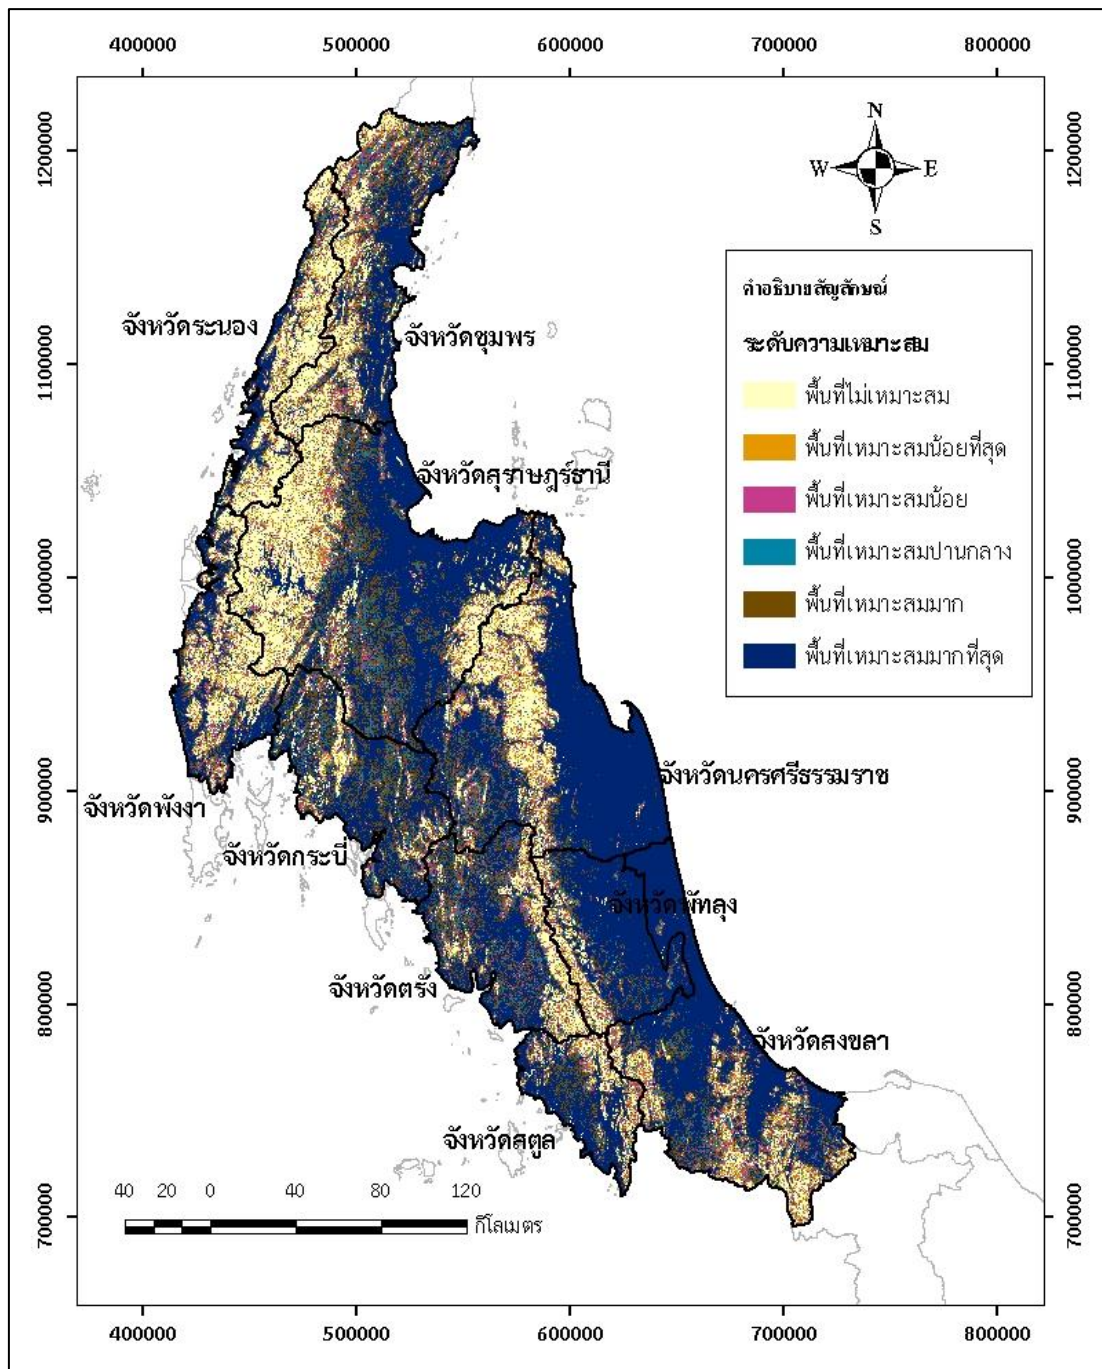 400000 500000 600000 700000 800000
N
W E
S
1200000 1200000
คำอธิบายสัญลักษณ์
ระดับความเหมาะสม
จังหวัดระนอง
จังหวัดชุมพร
1100000 1100000
พื้นที่ไม่เหมาะสม
พื้นที่เหมาะสมน้อยที่สุด
จังหวัดสุราษฎร์ธานี
พื้นที่เหมาะสมน้อย
พื้นที่เหมาะสมปานกลาง
1000000 1000000
พื้นที่เหมาะสมมาก
พื้นที่เหมาะสมมากที่สุด
จังหวัดนครศรีธรรมราช
900000 900000
จังหวัดพังงา
จังหวัดกระบี่
จังหวัดพัทลุง
จังหวัดตรัง
800000 800000
จังหวัดสงขลา
จังหวัดสตูล
40 20 0 40 80 120
กิโลเมตร
700000 700000
400000 500000 600000 700000 800000